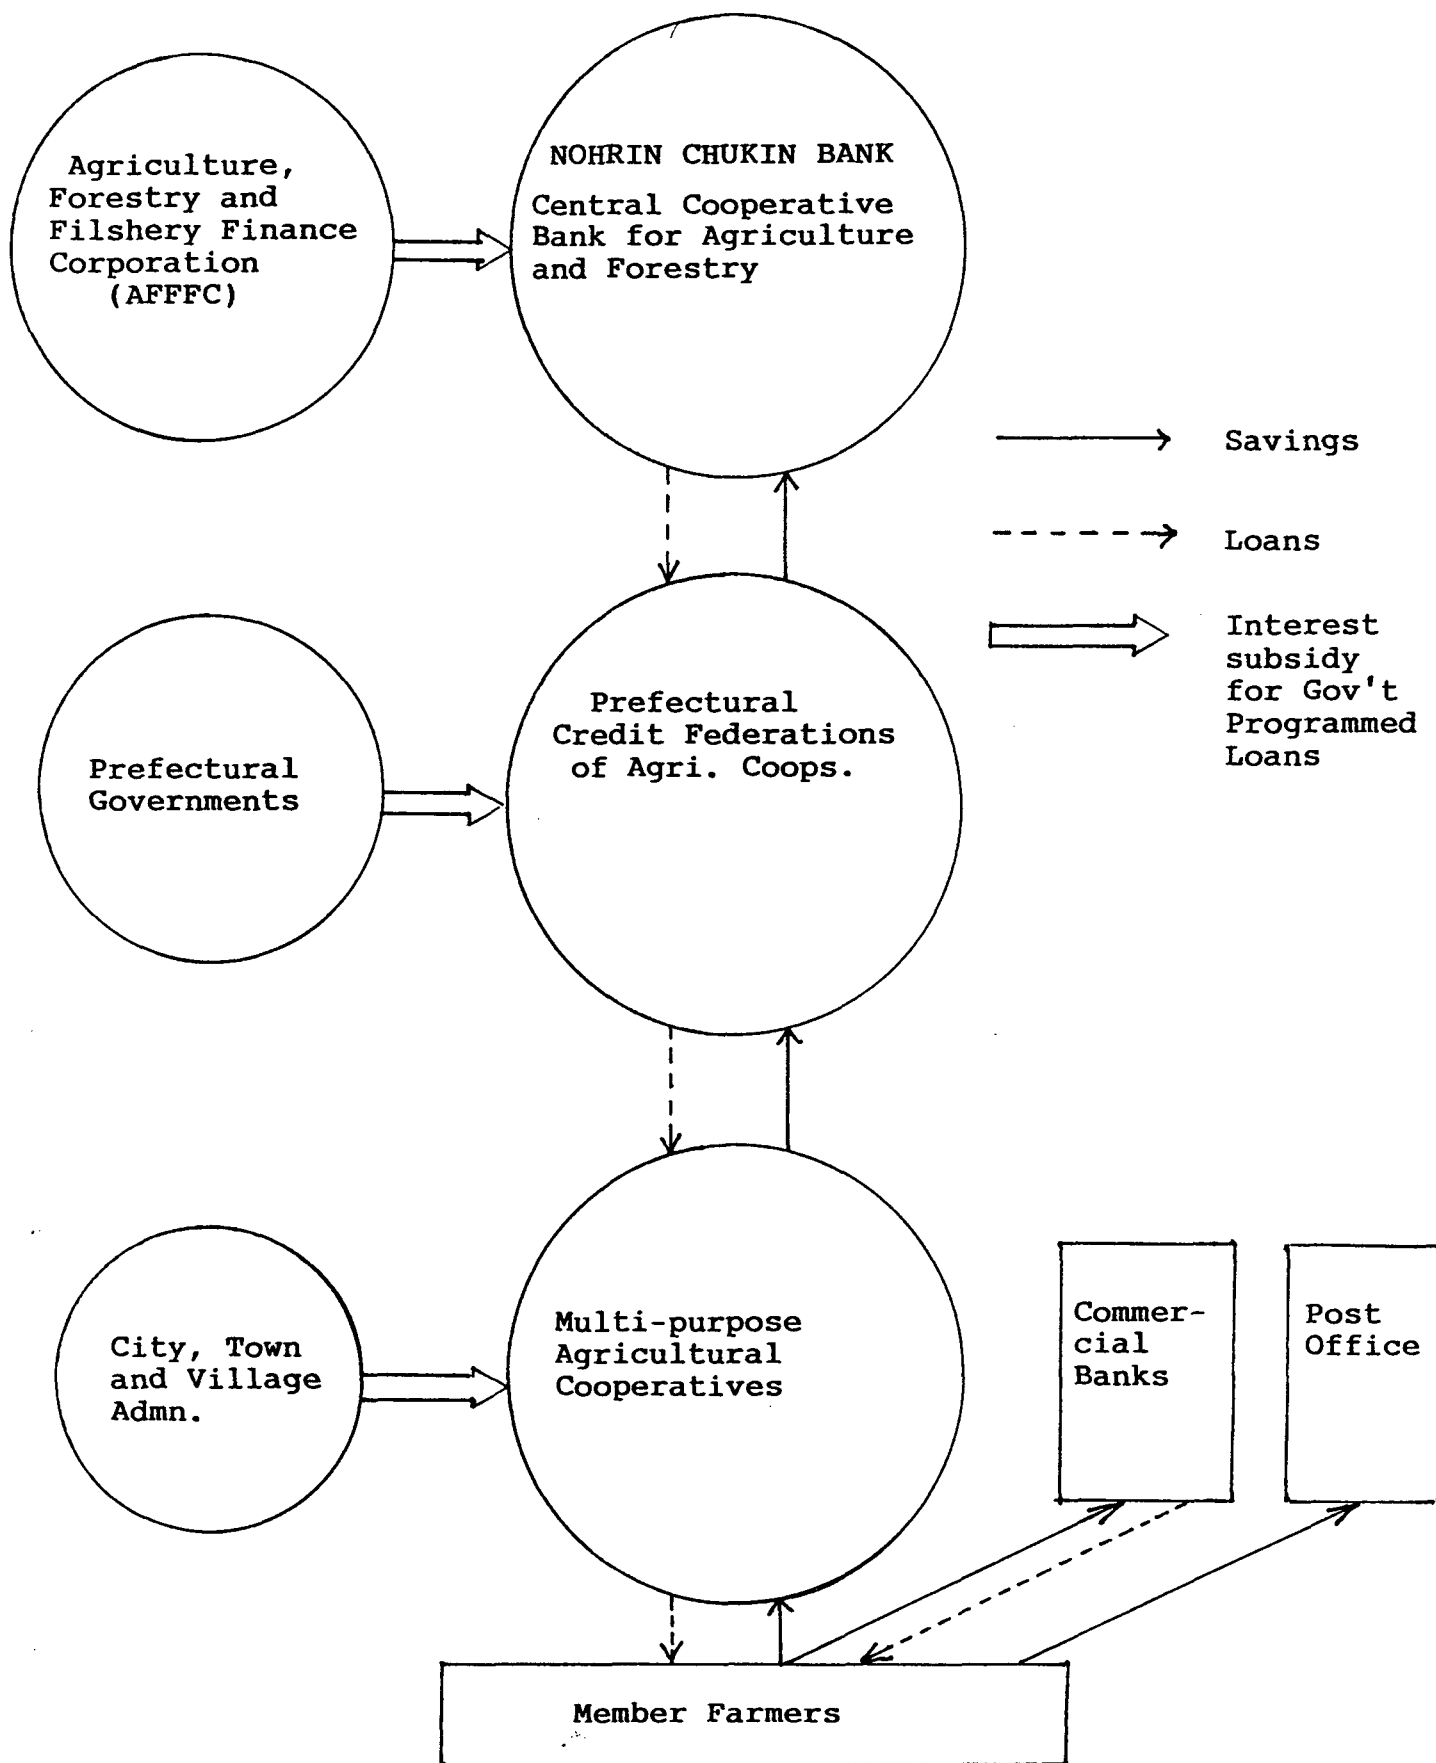 Agriculture,
Forestry and
Filshery Finance
Corporation
(AFFFC)
NOHRIN CHUKIN BANK
Central Cooperative
Bank for Agriculture
and Forestry
Savings
Loans
Interest
subsidy
for Gov't
Programmed
Loans
Prefectural
Governments
Prefectural
Credit Federations
of Agri. Coops.
City, Town
and Village
Admn.
Multi-purpose
Agricultural
Cooperatives
Commer-
cial
Banks
Post
Office
Member Farmers